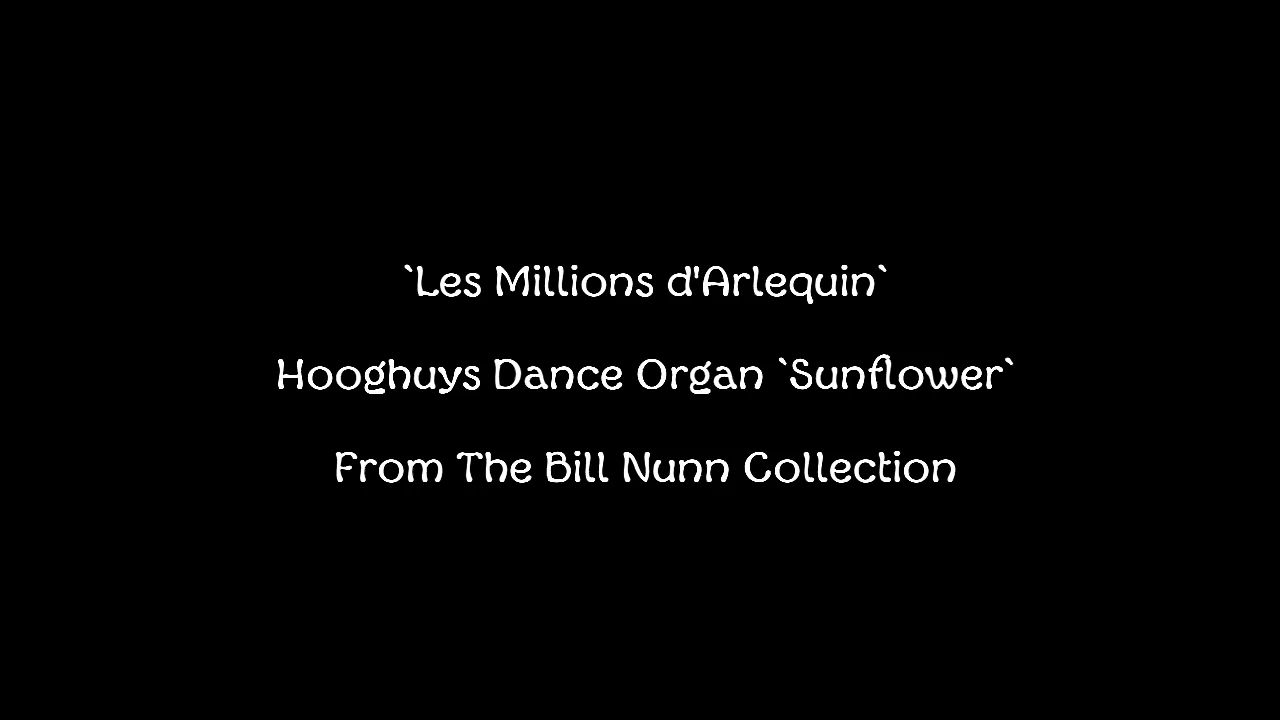 `Les Millions d'Arlequin`
Hooghuys Dance Organ `Sunflower`
From The Bill Nunn Collection